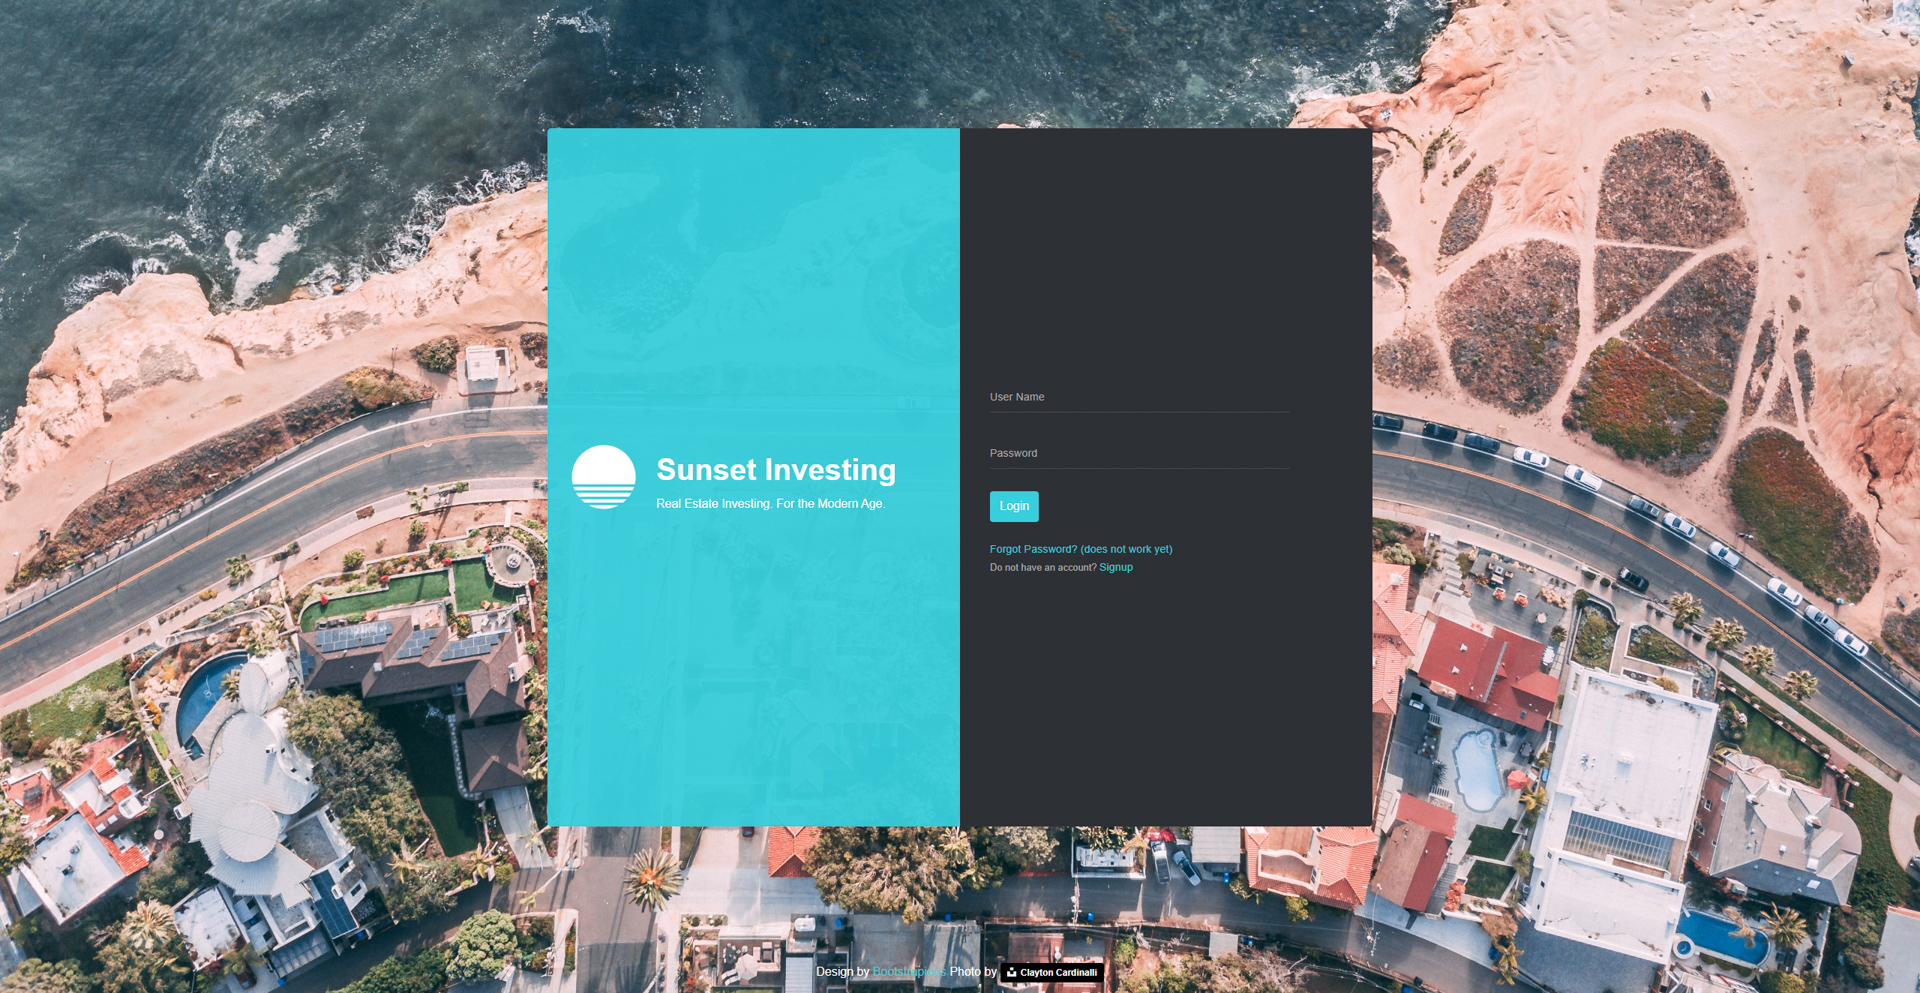 Sunset Investing
Real Estate Investing. For the Modern Age.
User Name
Password
Login
Forgot Password? (does not work yet)
Do not have an account? Signup
Design by Bootstrapious Photo by Clayton Cardinalli